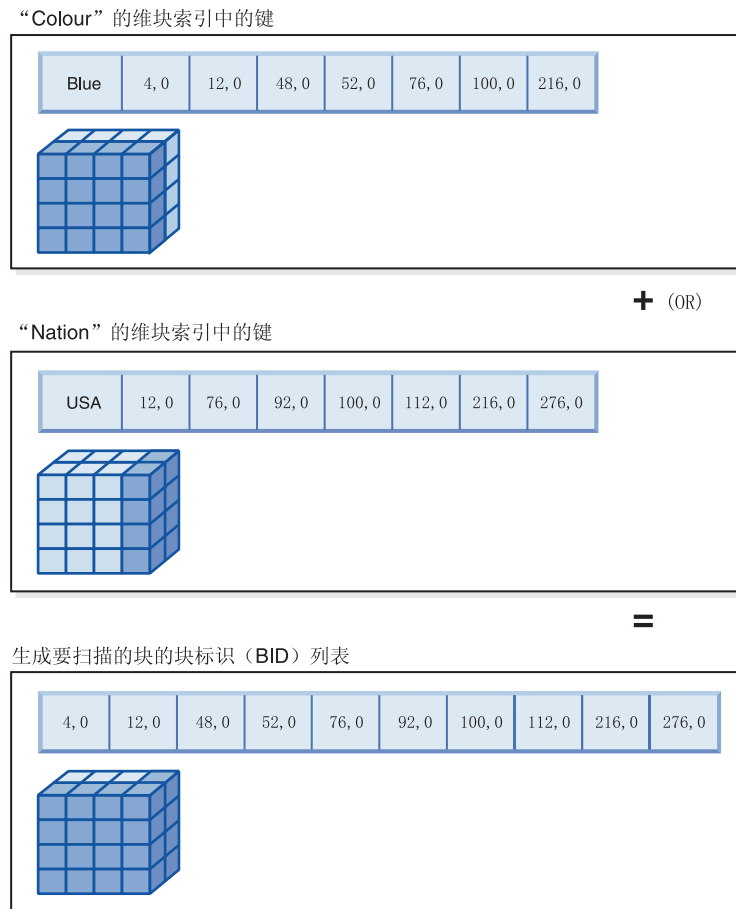 “Colour”的维块索引中的键
Blue 4,0 12,0 48,0 52,0 76,0 100,0 216,0
+ (OR)
“Nation”的维块索引中的键
USA 12,0 76,0 92,0 100,0 112,0 216,0 276,0
=
生成要扫描的块的块标识（BID）列表
4,0 12,0 48,0 52,0 76,0 92,0 100,0 112,0 216,0 276,0